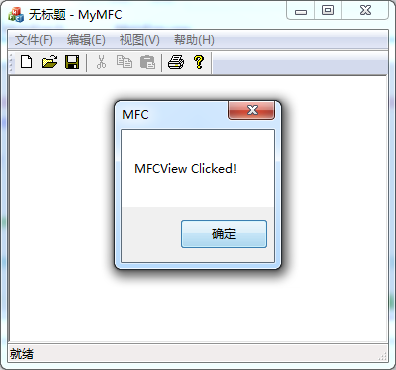 无标题 - MyMFC
文件(F) 编辑(E) 视图(V) 帮助(H)
MFC
MFCView Clicked!
确定
就绪